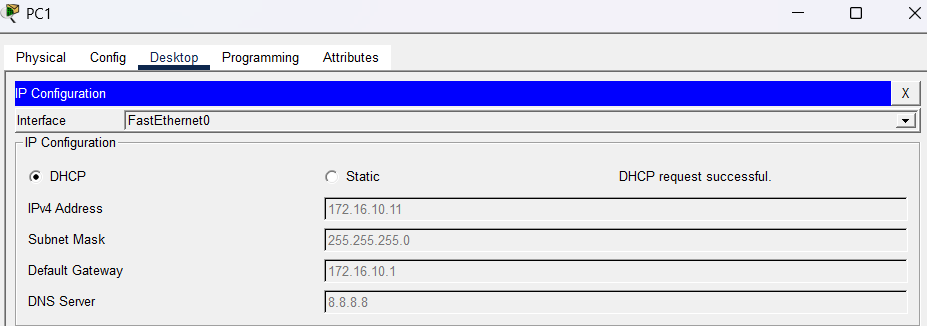 PC1
Physical Config Desktop Programming Attributes
IP Configuration X
Interface FastEthernet0
IP Configuration
DHCP Static DHCP request successful.
IPv4 Address 172.16.10.11
Subnet Mask 255.255.255.0
Default Gateway 172.16.10.1
DNS Server 8.8.8.8